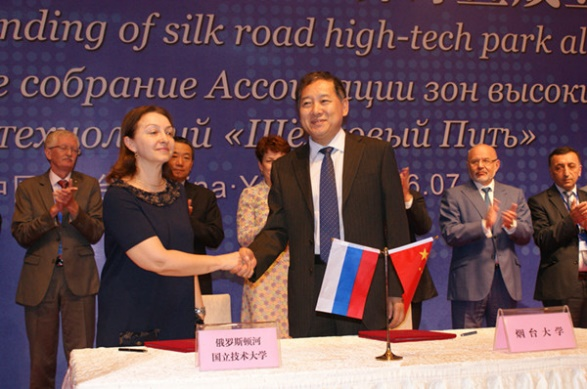 nding of silk road high-tech park al
е собрание Ассоциации зон высоки
технологий «Шёлковый Путь»
6.07
俄罗斯顿河
国立技术大学
烟台大学